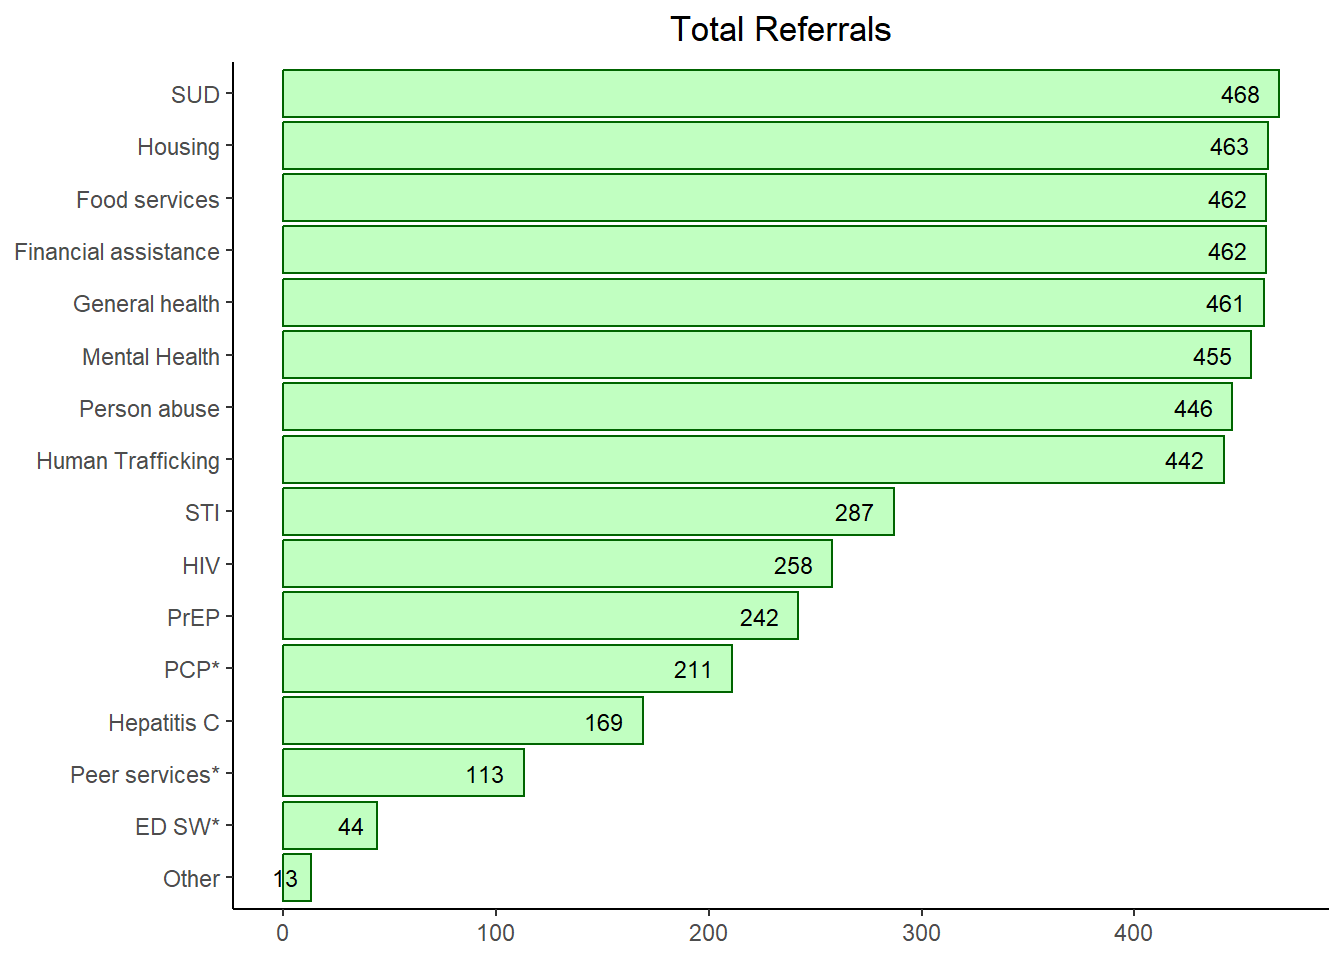 Total Referrals
SUD 468
Housing 463
Food services 462
Financial assistance 462
General health 461
Mental Health 455
Person abuse 446
Human Trafficking 442
STI 287
HIV 258
PrEP 242
PCP* 211
Hepatitis C 169
Peer services* 113
ED SW* 44
Other 13
0 100 200 300 400